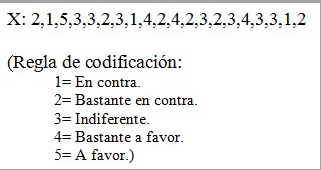 X: 2,1,5,3,3,2,3,1,4,2,4,2,3,2,3,4,3,3,1,2
(Regla de codificación:
1= En contra.
2= Bastante en contra.
3= Indiferente.
4= Bastante a favor.
5= A favor.)